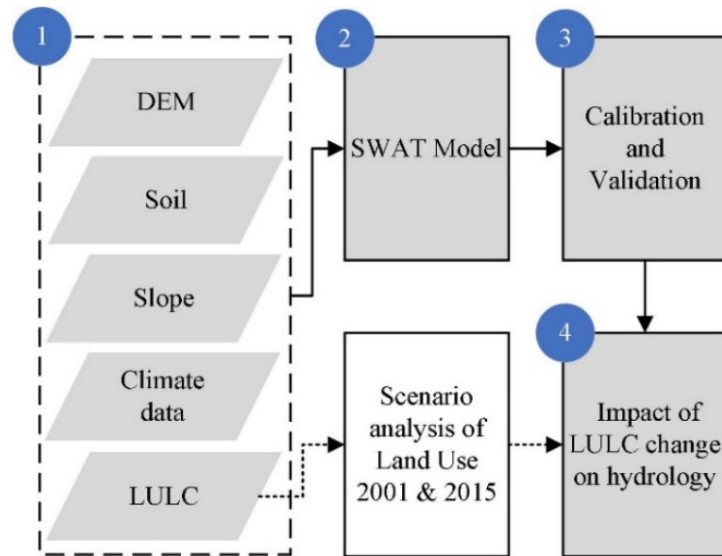 1
DEM
Soil
Slope
Climate
data
LULC
2
SWAT Model
3
Calibration
and
Validation
Scenario
analysis of
Land Use
2001 & 2015
4
Impact of
LULC change
on hydrology